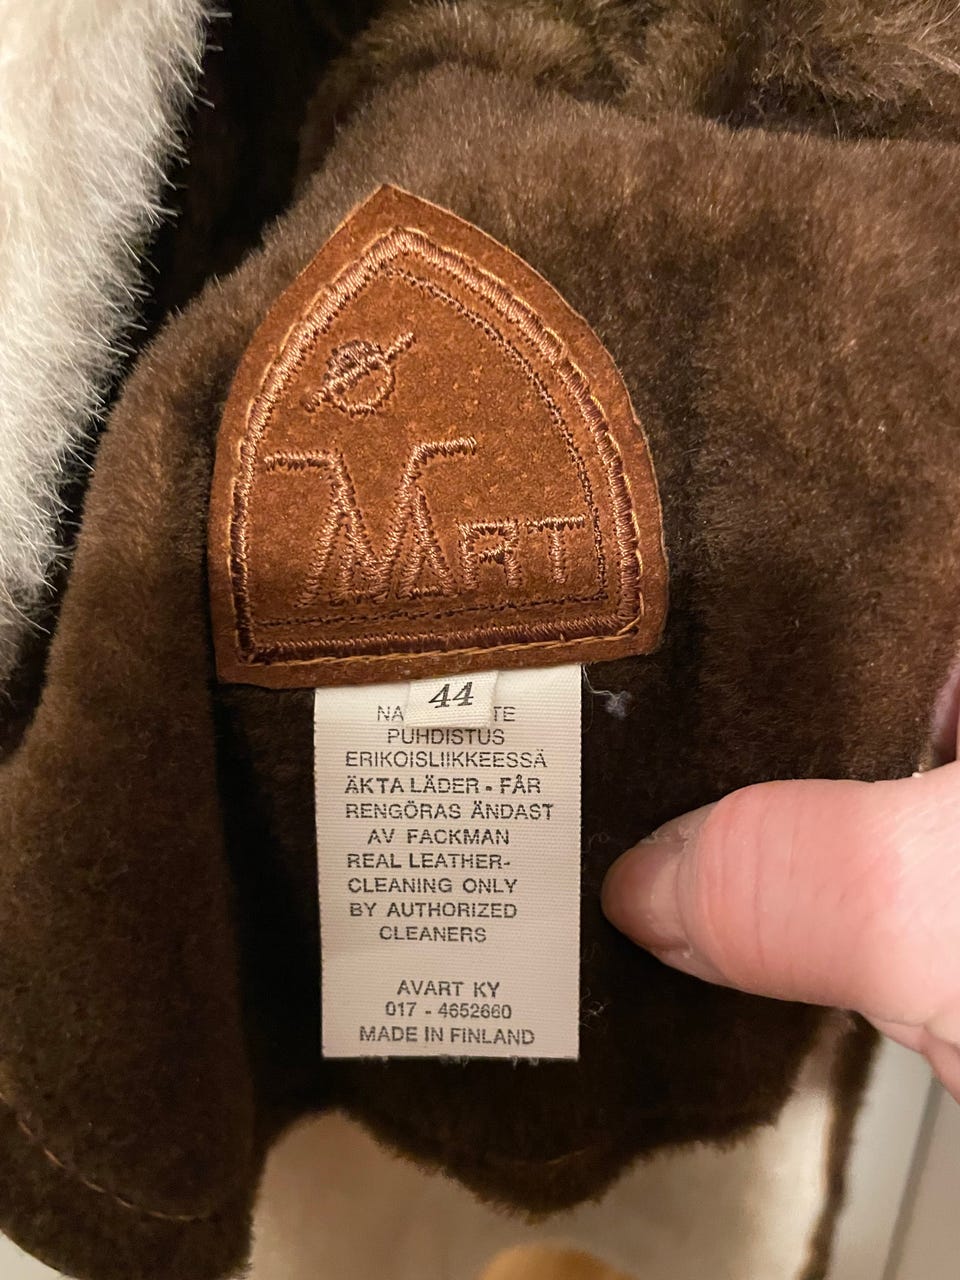 44
PUHDISTUS
ERIKOISLIIKKEESSÄ
ÄKTA LÄDER - FÅR
RENGÖRAS ÄNDAST
AV FACKMAN
REAL LEATHER-
CLEANING ONLY
BY AUTHORIZED
CLEANERS
AVART KY
017 - 4652660
MADE IN FINLAND